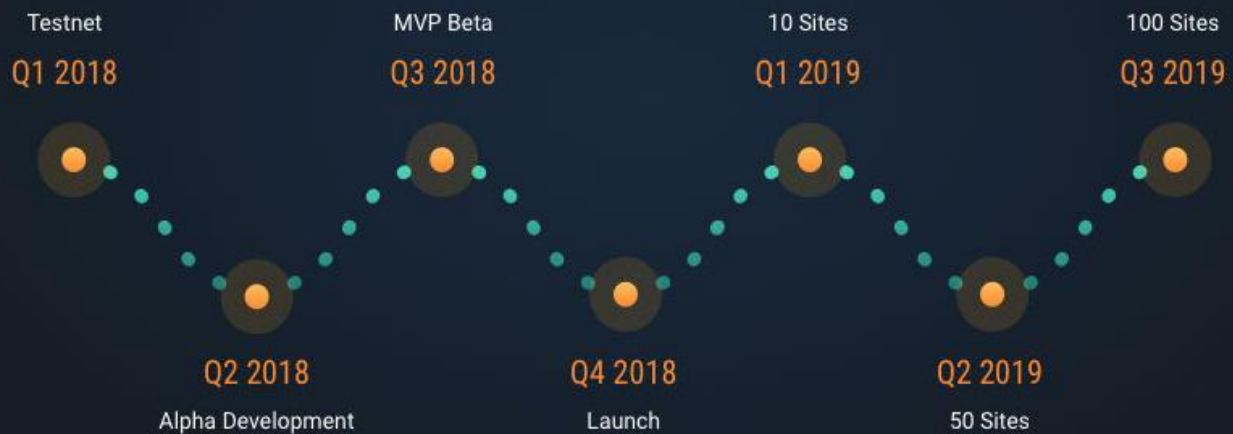 Testnet
Q1 2018
MVP Beta
Q3 2018
10 Sites
Q1 2019
100 Sites
Q3 2019
Q2 2018
Alpha Development
Q4 2018
Launch
Q2 2019
50 Sites